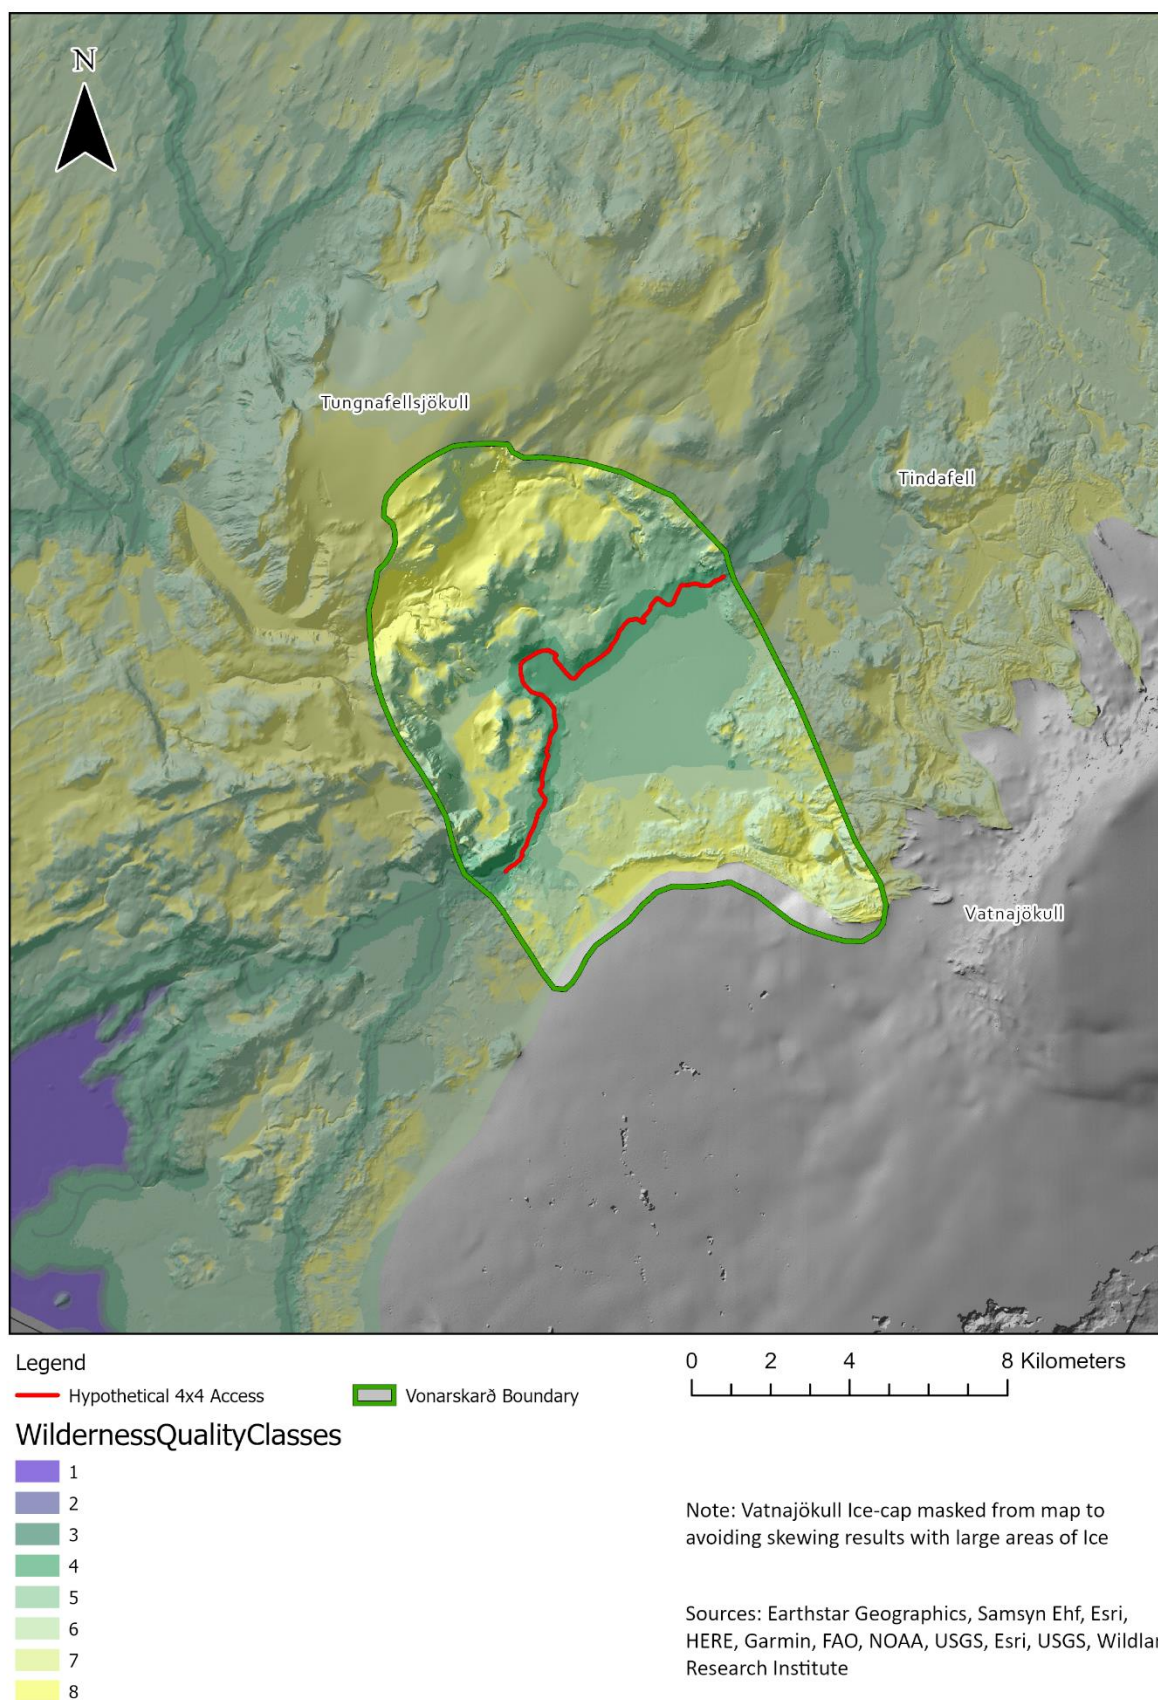 N
Tungnafellsjökull
Tindafell
Vatnajökull
Legend
Hypothetical 4x4 Access
Vonarskarð Boundary
0 2 4 8 Kilometers
WildernessQualityClasses
1
2
3
4
5
6
7
8
Note: Vatnajökull Ice-cap masked from map to
avoiding skewing results with large areas of Ice
Sources: Earthstar Geographics, Samsyn Ehf, Esri,
HERE, Garmin, FAO, NOAA, USGS, Esri, USGS,
Research Institute